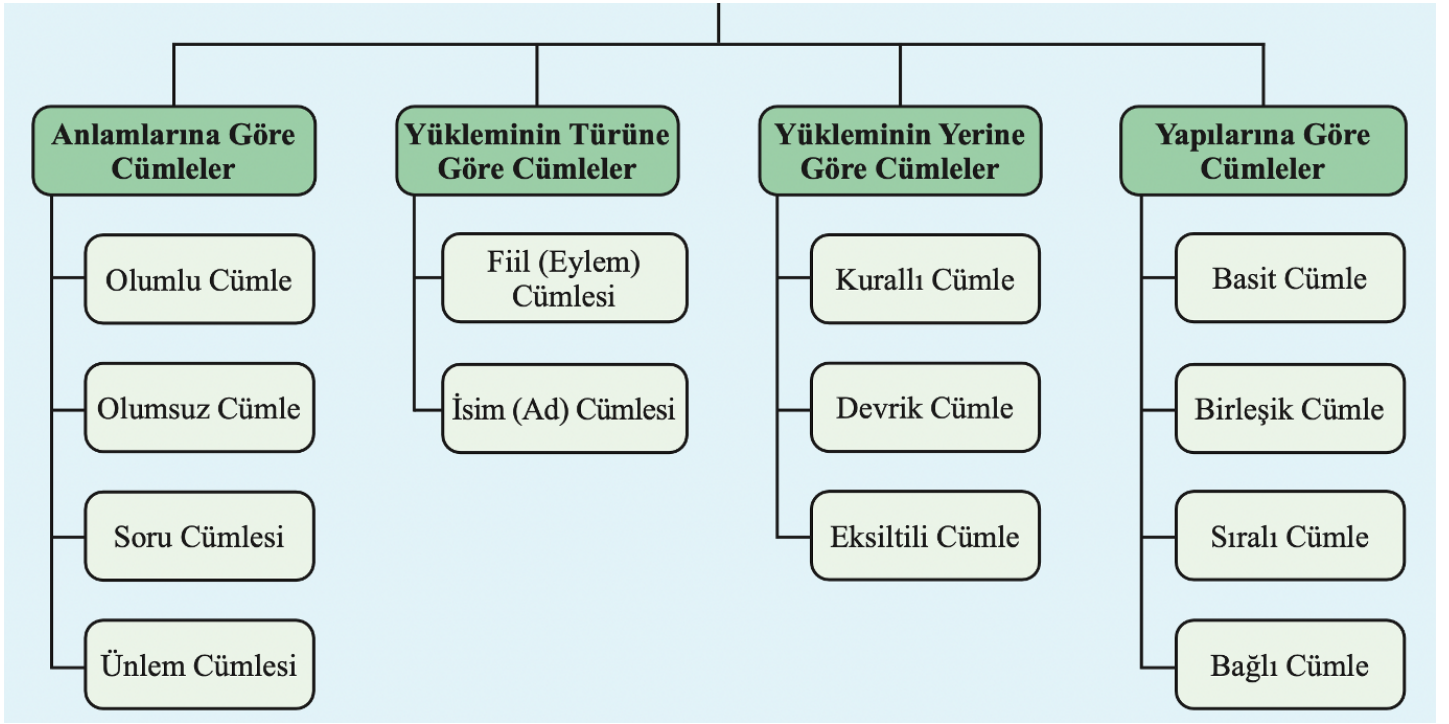 Anlamlarına Göre
Cümleler
Olumlu Cümle
Olumsuz Cümle
Soru Cümlesi
Ünlem Cümlesi
Yükleminin Türüne
Göre Cümleler
Fiil (Eylem)
Cümlesi
İsim (Ad) Cümlesi
Yükleminin Yerine
Göre Cümleler
Kurallı Cümle
Devrik Cümle
Eksiltili Cümle
Yapılarına Göre
Cümleler
Basit Cümle
Birleşik Cümle
Sıralı Cümle
Bağlı Cümle